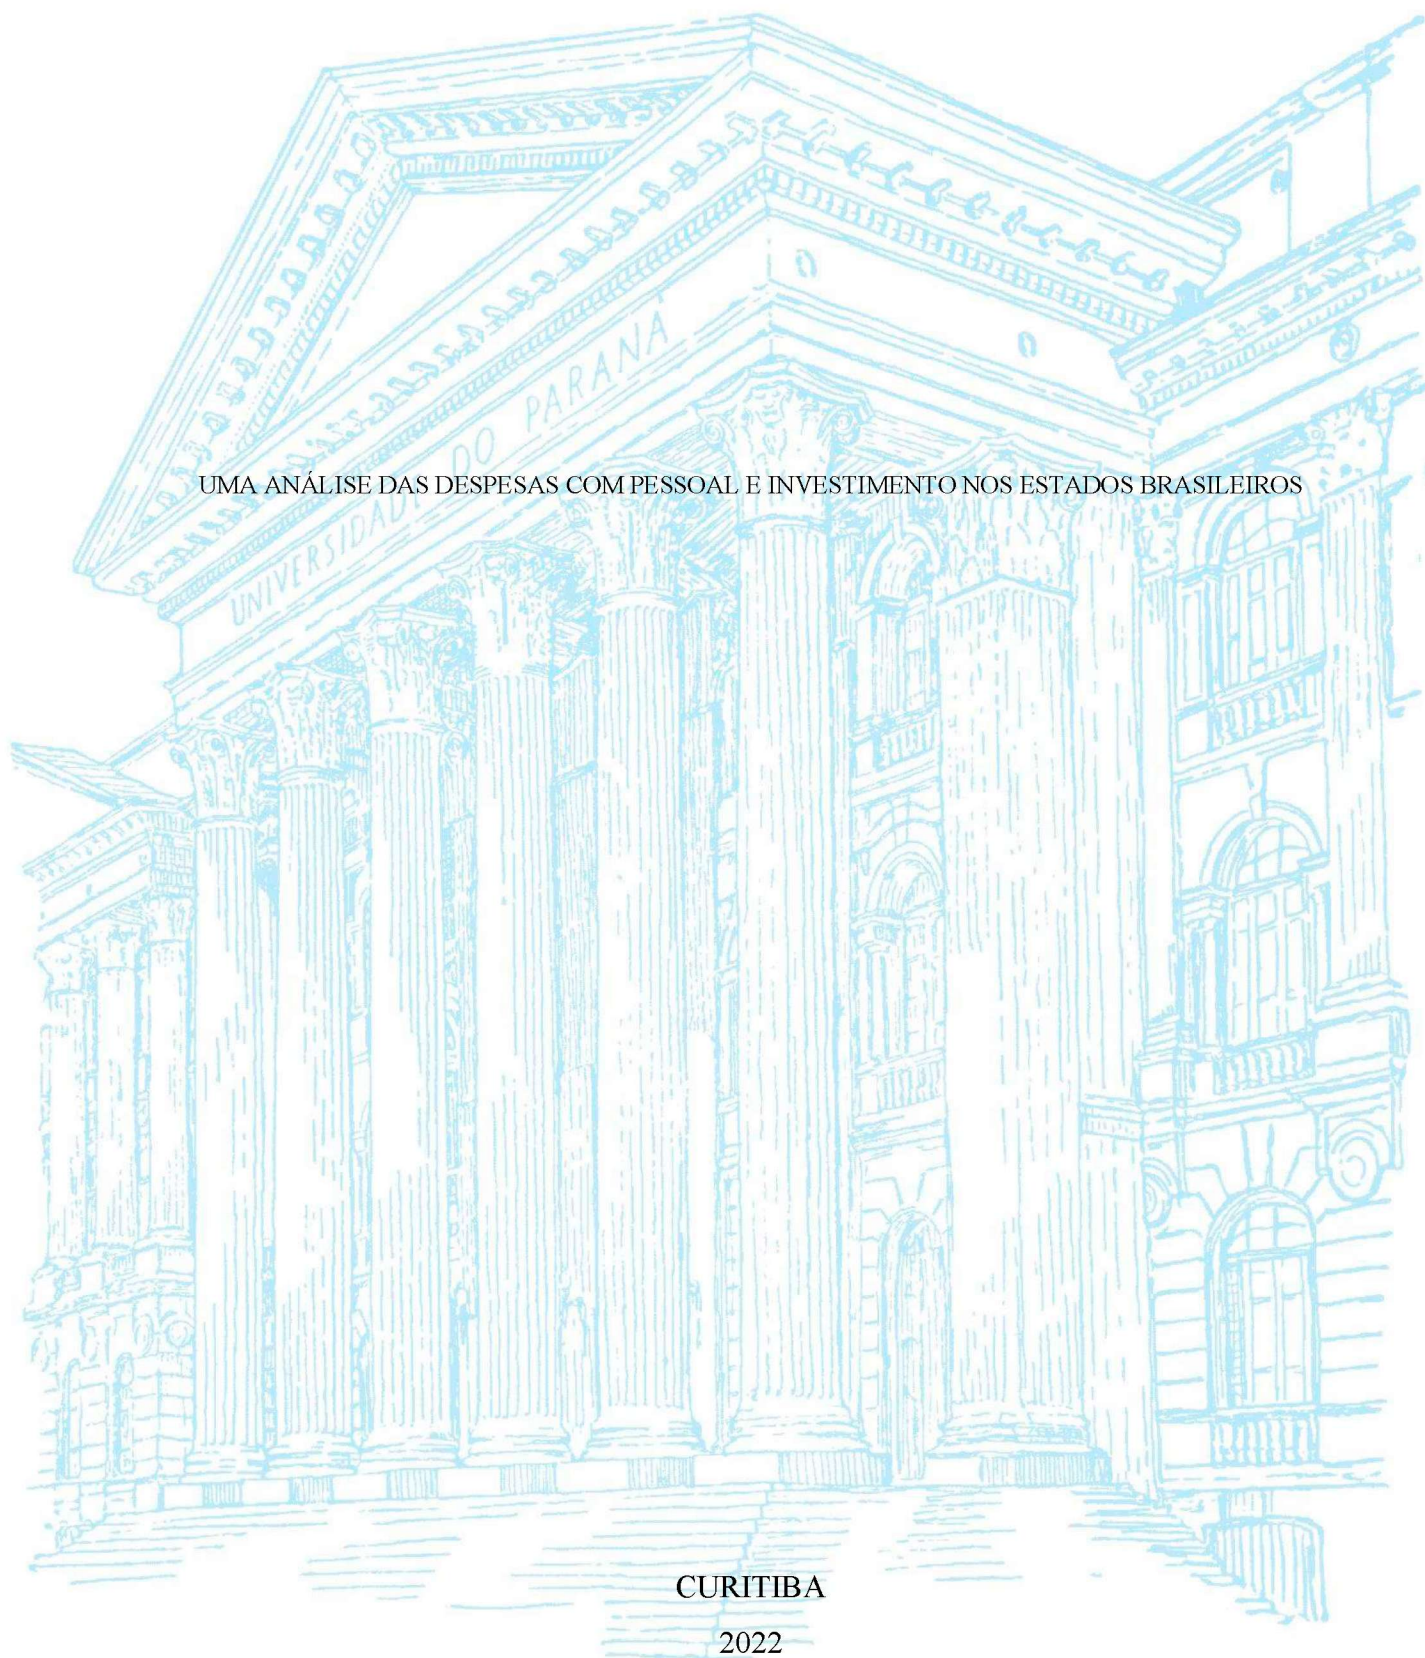 UNIVERSIDADE DO PARANÁ
UMA ANÁLISE DAS DESPESAS COM PESSOAL E INVESTIMENTO NOS ESTADOS BRASILEIROS
CURITIBA
2022